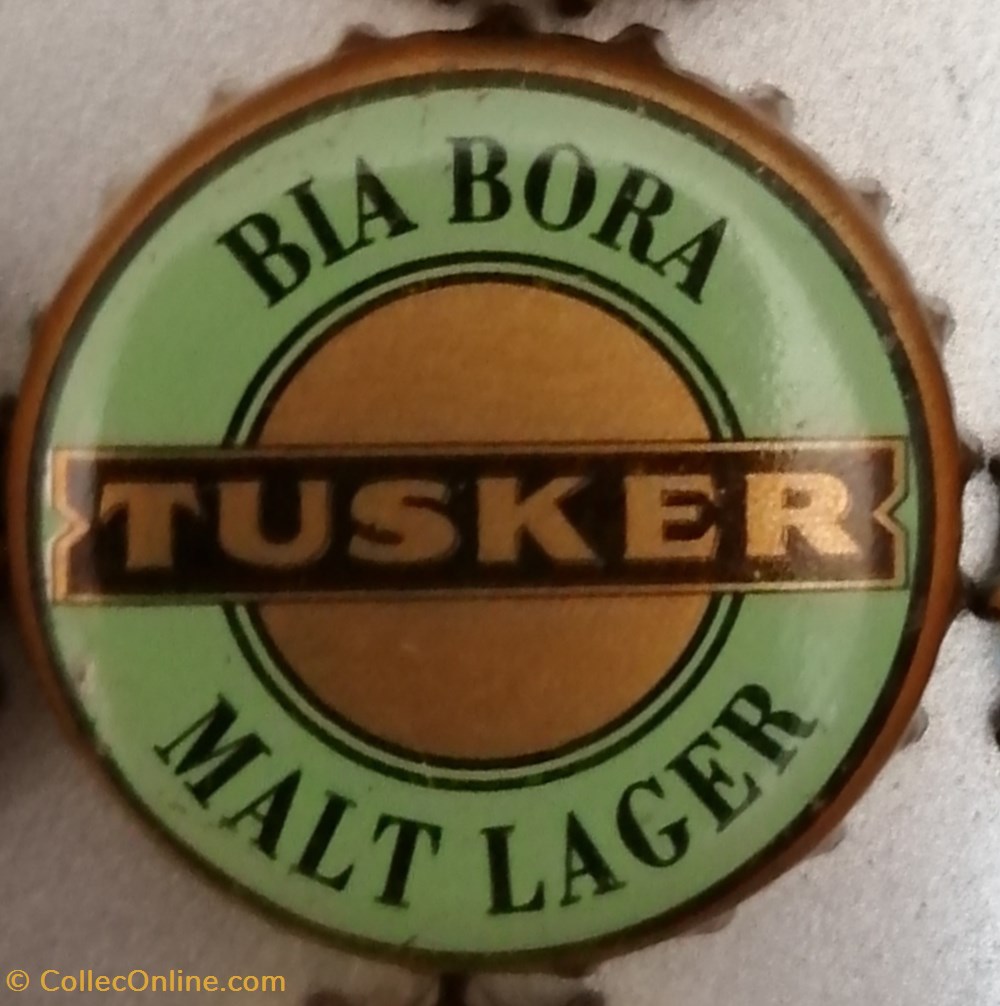 BIA BORA
TUSKER
MALT LAGER
© CollecOnline.com